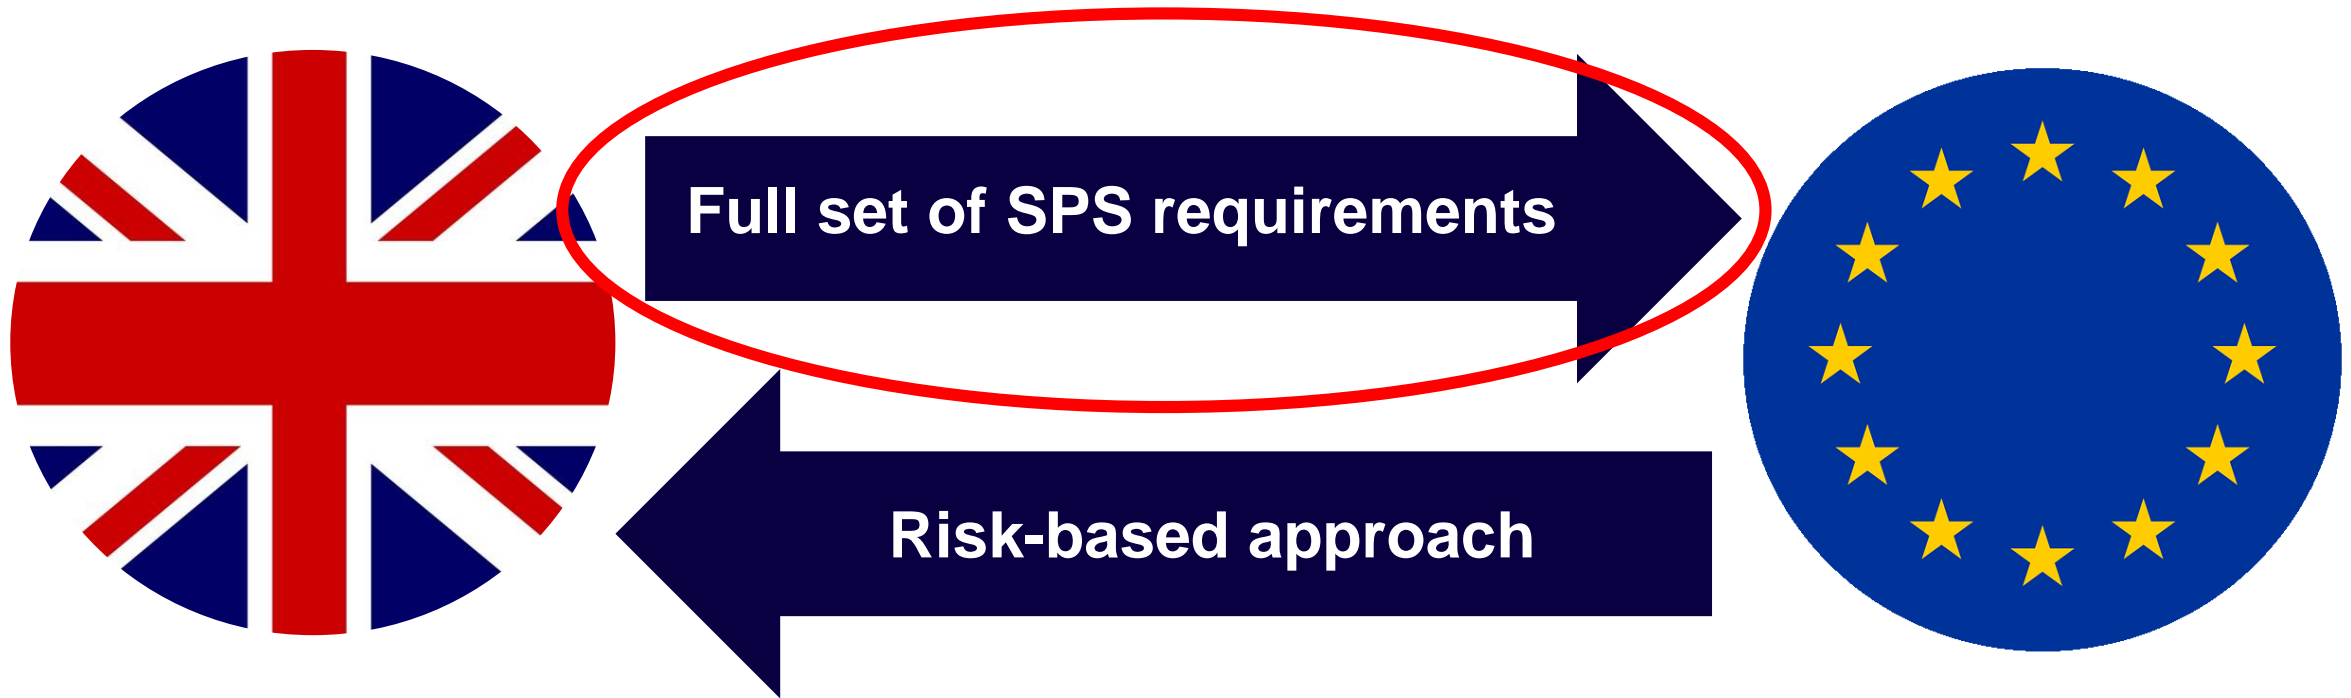 Full set of SPS requirements
Risk-based approach